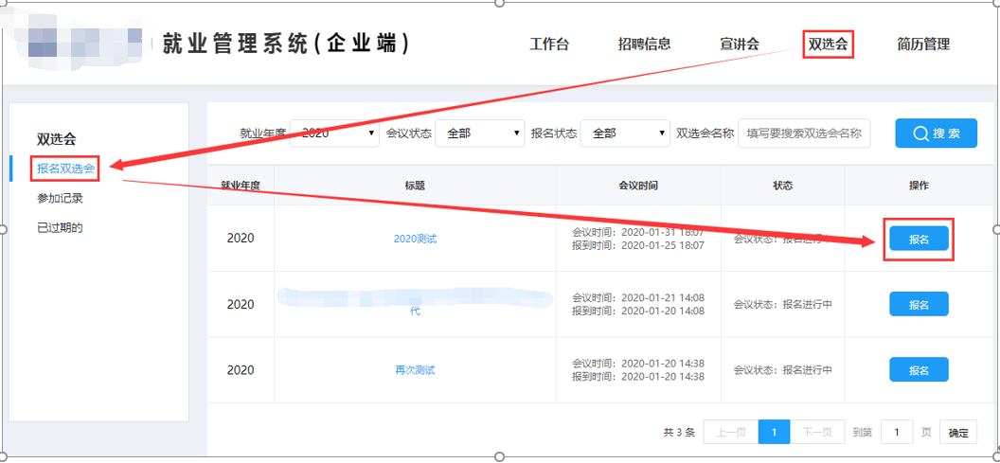 就业管理系统(企业端)
工作台 招聘信息 宣讲会 双选会 简历管理
双选会
报名双选会
参加记录
已过期的
就业年度 2020 会议状态 全部 报名状态 全部 双选会名称 填写要搜索双选会名称 搜索
就业年度 标题 会议时间 状态 操作
2020 2020测试 会议时间：2020-01-31 18:07 会议状态：报名进行中 报名
报到时间：2020-01-25 18:07
2020 代 会议时间：2020-01-21 14:08 会议状态：报名进行中 报名
报到时间：2020-01-20 14:08
2020 再次测试 会议时间：2020-01-20 14:38 会议状态：报名进行中 报名
报到时间：2020-01-20 14:38
共 3 条 上一页 1 下一页 到第 1 页 确定